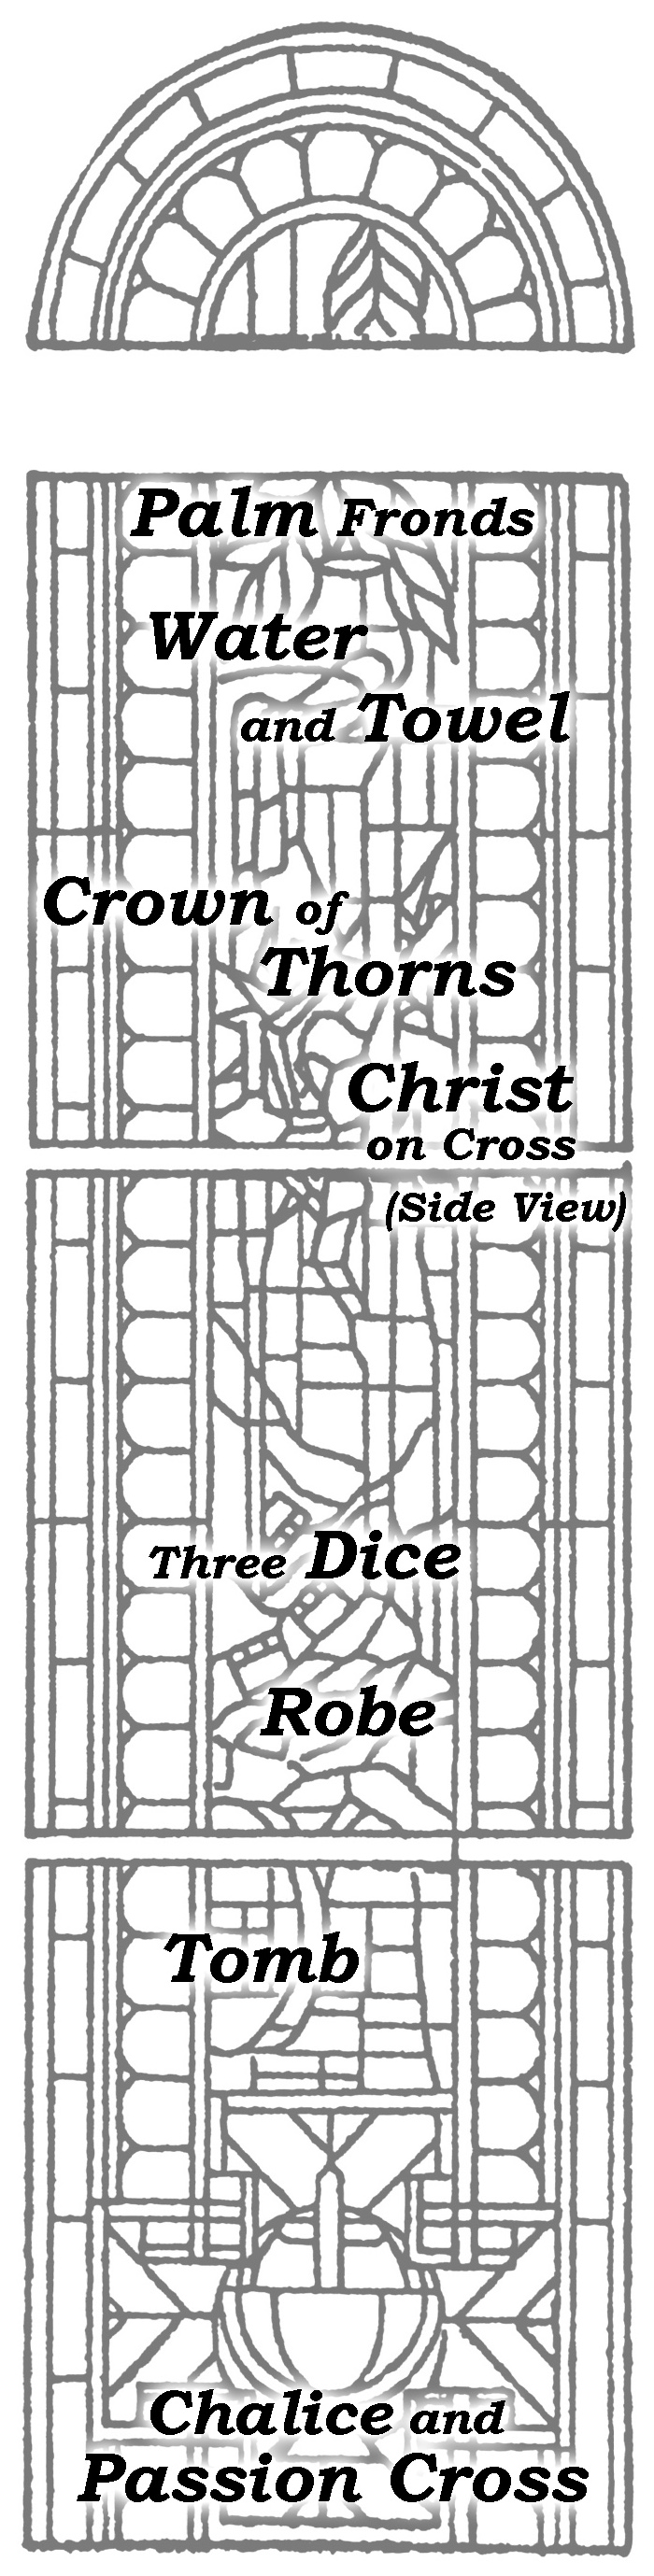 Palm Fronds
Water
and Towel
Crown of
Thorns
Christ
on Cross
(Side View)
Three Dice
Robe
Tomb
Chalice and
Passion Cross